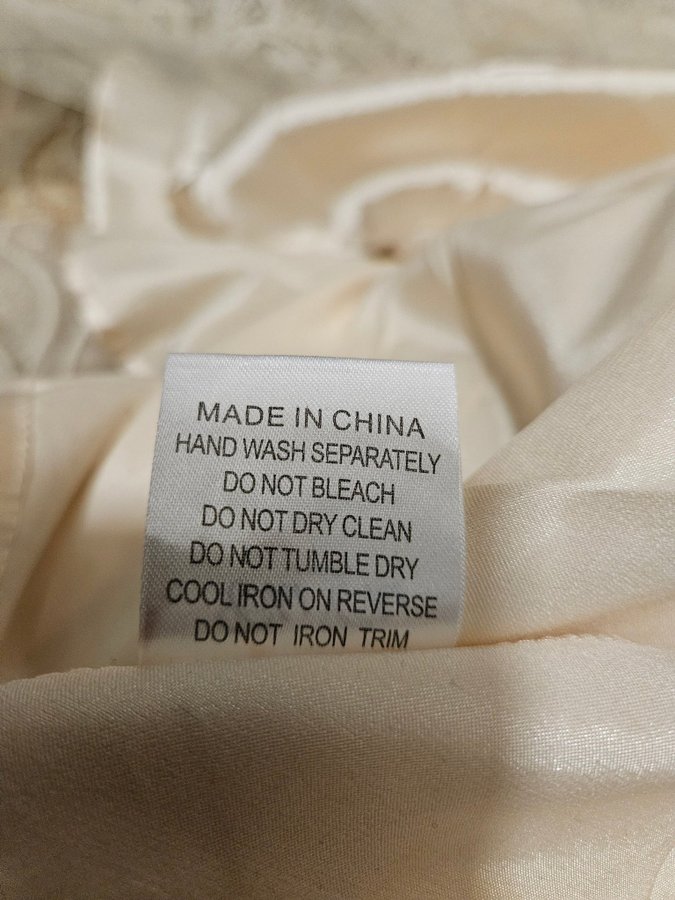 MADE IN CHINA
HAND WASH SEPARATELY
DO NOT BLEACH
DO NOT DRY CLEAN
DO NOT TUMBLE DRY
COOL IRON ON REVERSE
DO NOT IRON TRIM